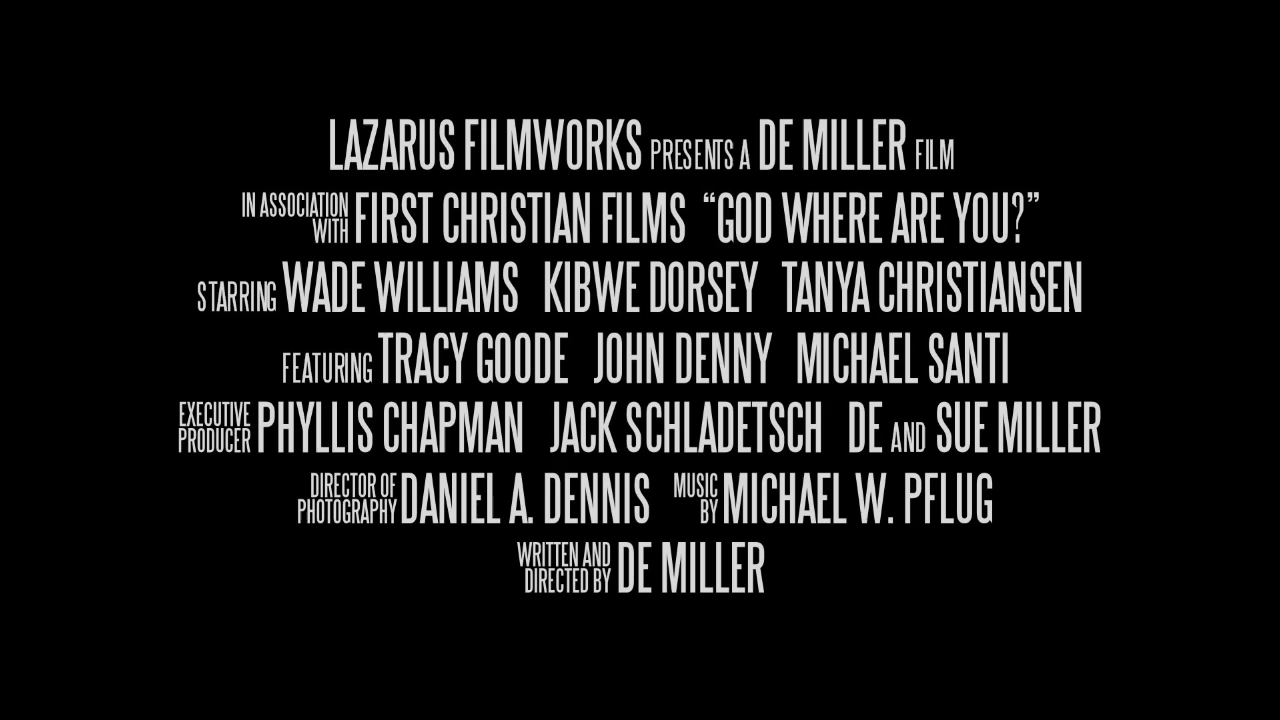 LAZARUS FILMWORKS PRESENTS A DE MILLER FILM
IN ASSOCIATION WITH FIRST CHRISTIAN FILMS “GOD WHERE ARE YOU?”
STARRING WADE WILLIAMS KIBWE DORSEY TANYA CHRISTIANSEN
FEATURING TRACY GOODE JOHN DENNY MICHAEL SANTI
EXECUTIVE PRODUCER PHYLLIS CHAPMAN JACK SCHLADETSCH DE AND SUE MILLER
DIRECTOR OF PHOTOGRAPHY DANIEL A. DENNIS MUSIC BY MICHAEL W. PFLUG
WRITTEN AND DIRECTED BY DE MILLER